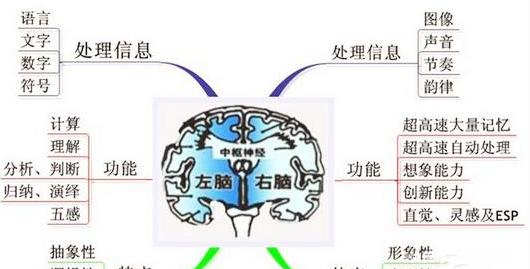 语言
文字
数字
符号
处理信息
计算
理解
分析、判断
归纳、演绎
五感
功能
抽象性
中枢神经
左脑
右脑
处理信息
图像
声音
节奏
韵律
功能
超高速大量记忆
超高速自动处理
想象能力
创新能力
直觉、灵感及ESP
形象性